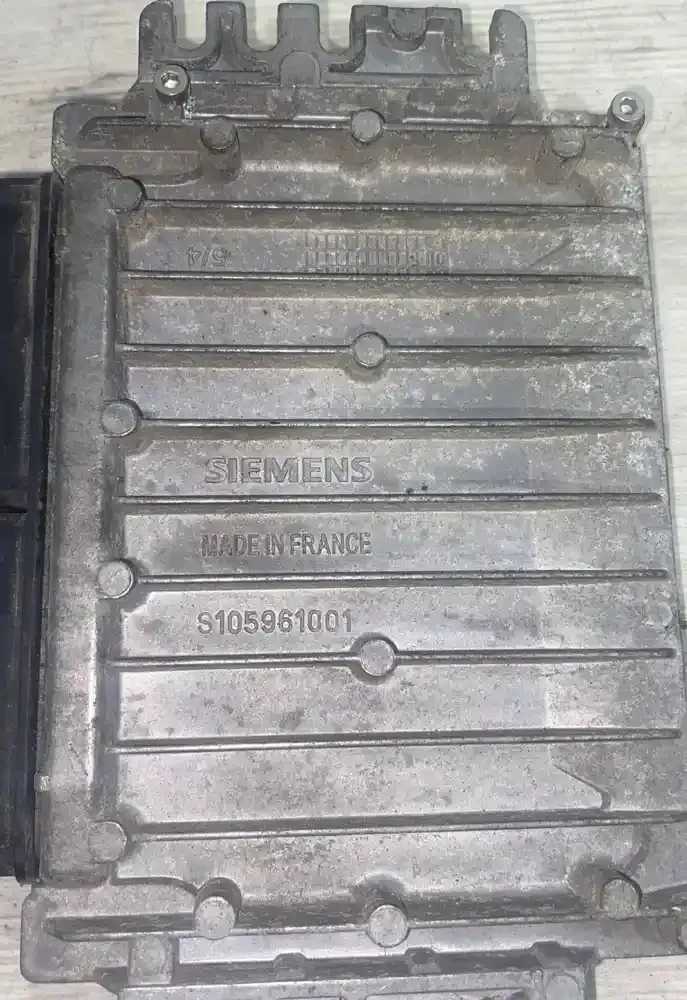 5/4
SIEMENS
MADE IN FRANCE
S105961001